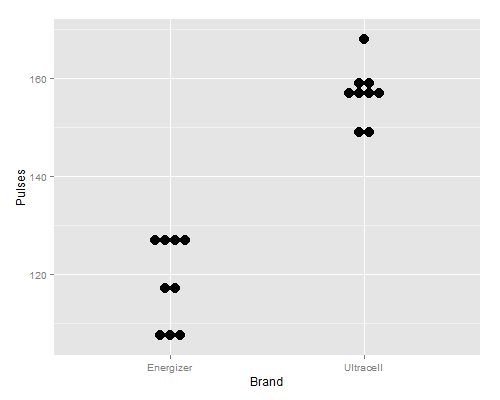 160
140
120
Pulses
Energizer Ultracell
Brand